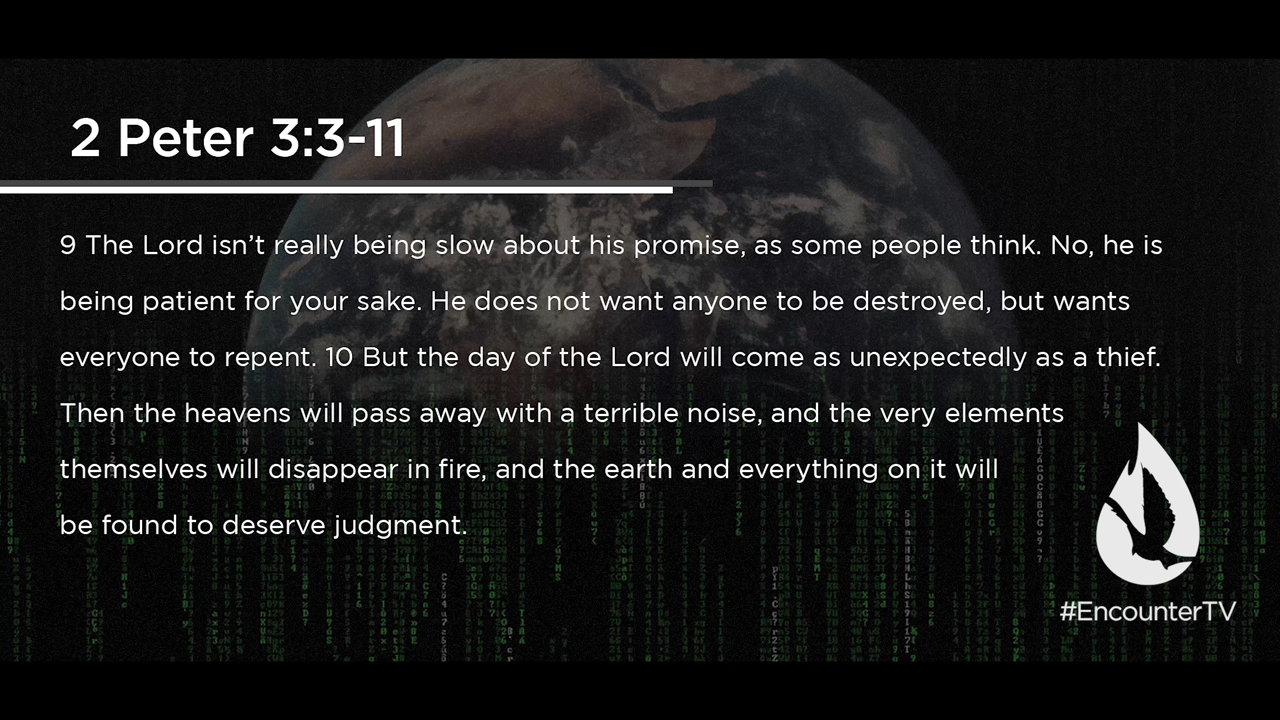 2 Peter 3:3-11
9 The Lord isn’t really being slow about his promise, as some people think. No, he is
being patient for your sake. He does not want anyone to be destroyed, but wants
everyone to repent. 10 But the day of the Lord will come as unexpectedly as a thief.
Then the heavens will pass away with a terrible noise, and the very elements
themselves will disappear in fire, and the earth and everything on it will
be found to deserve judgment.
#EncounterTV